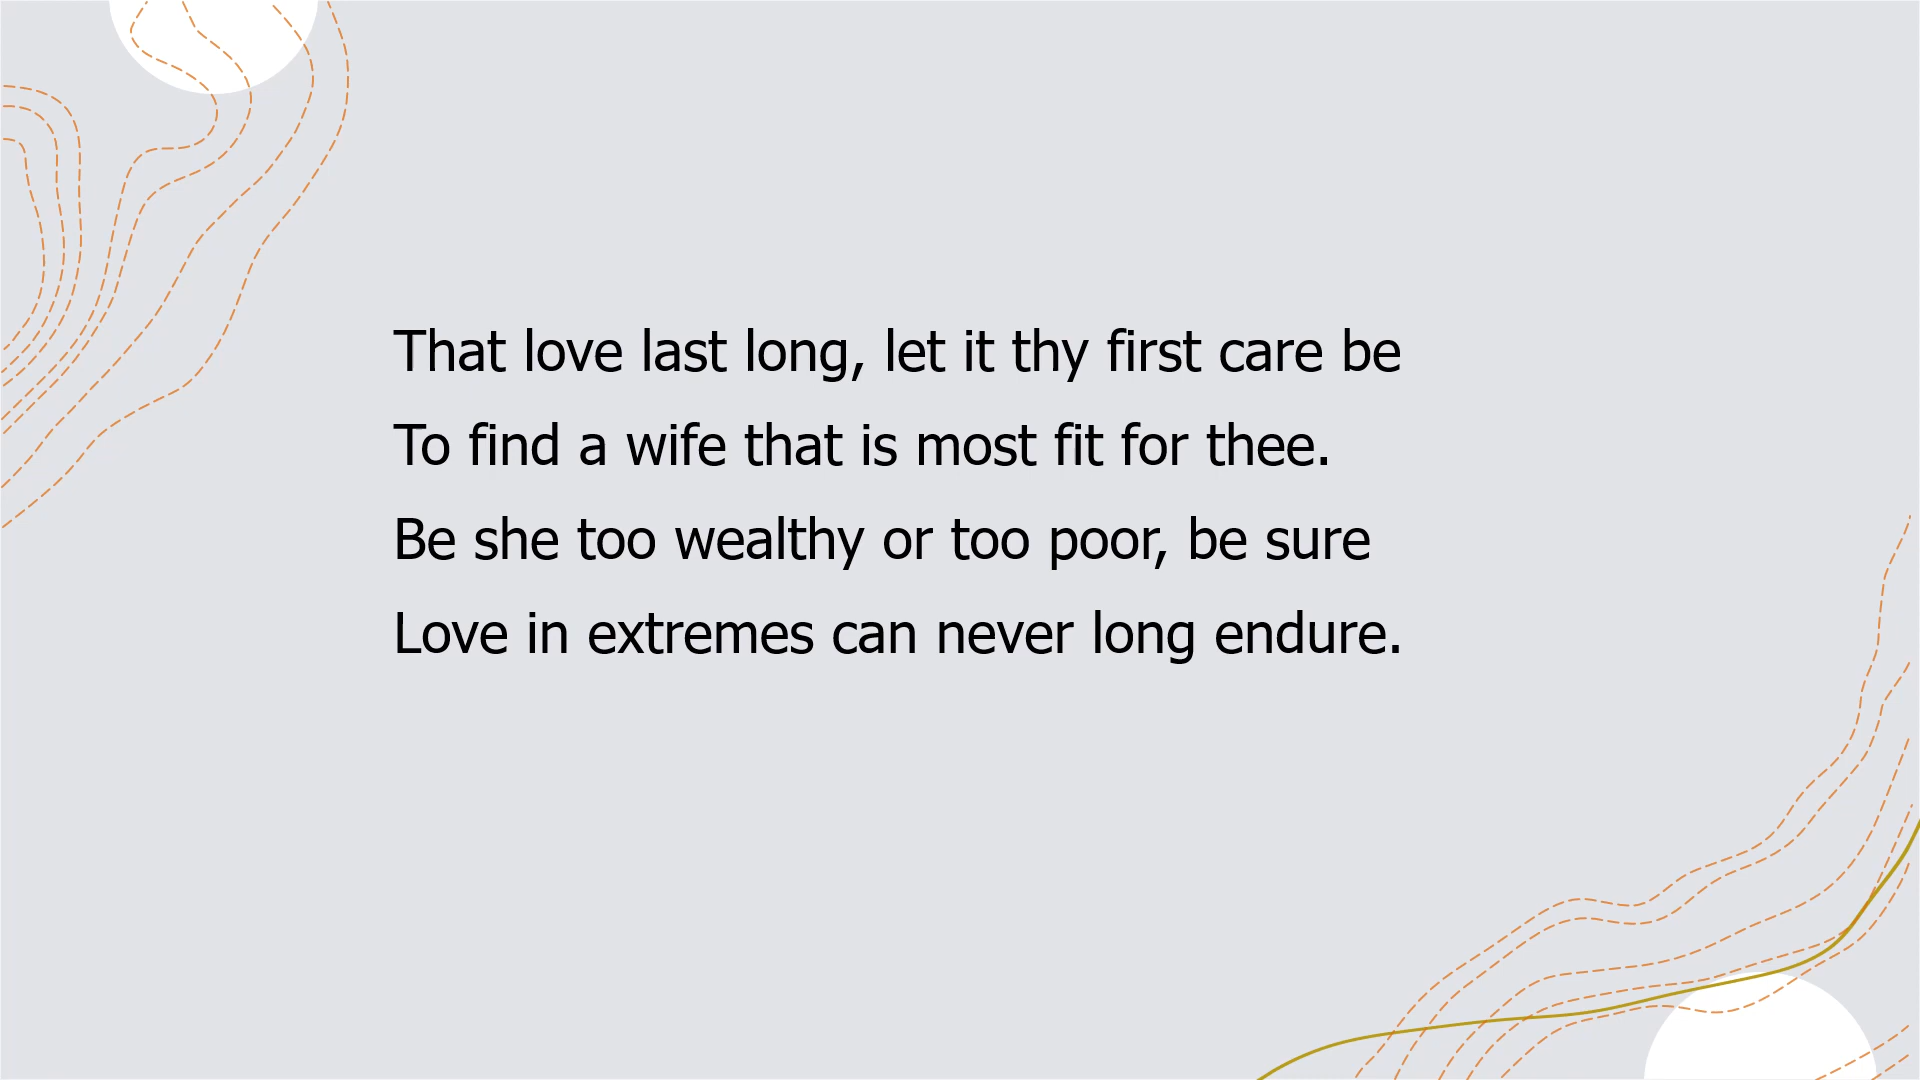 That love last long, let it thy first care be
To find a wife that is most fit for thee.
Be she too wealthy or too poor, be sure
Love in extremes can never long endure.